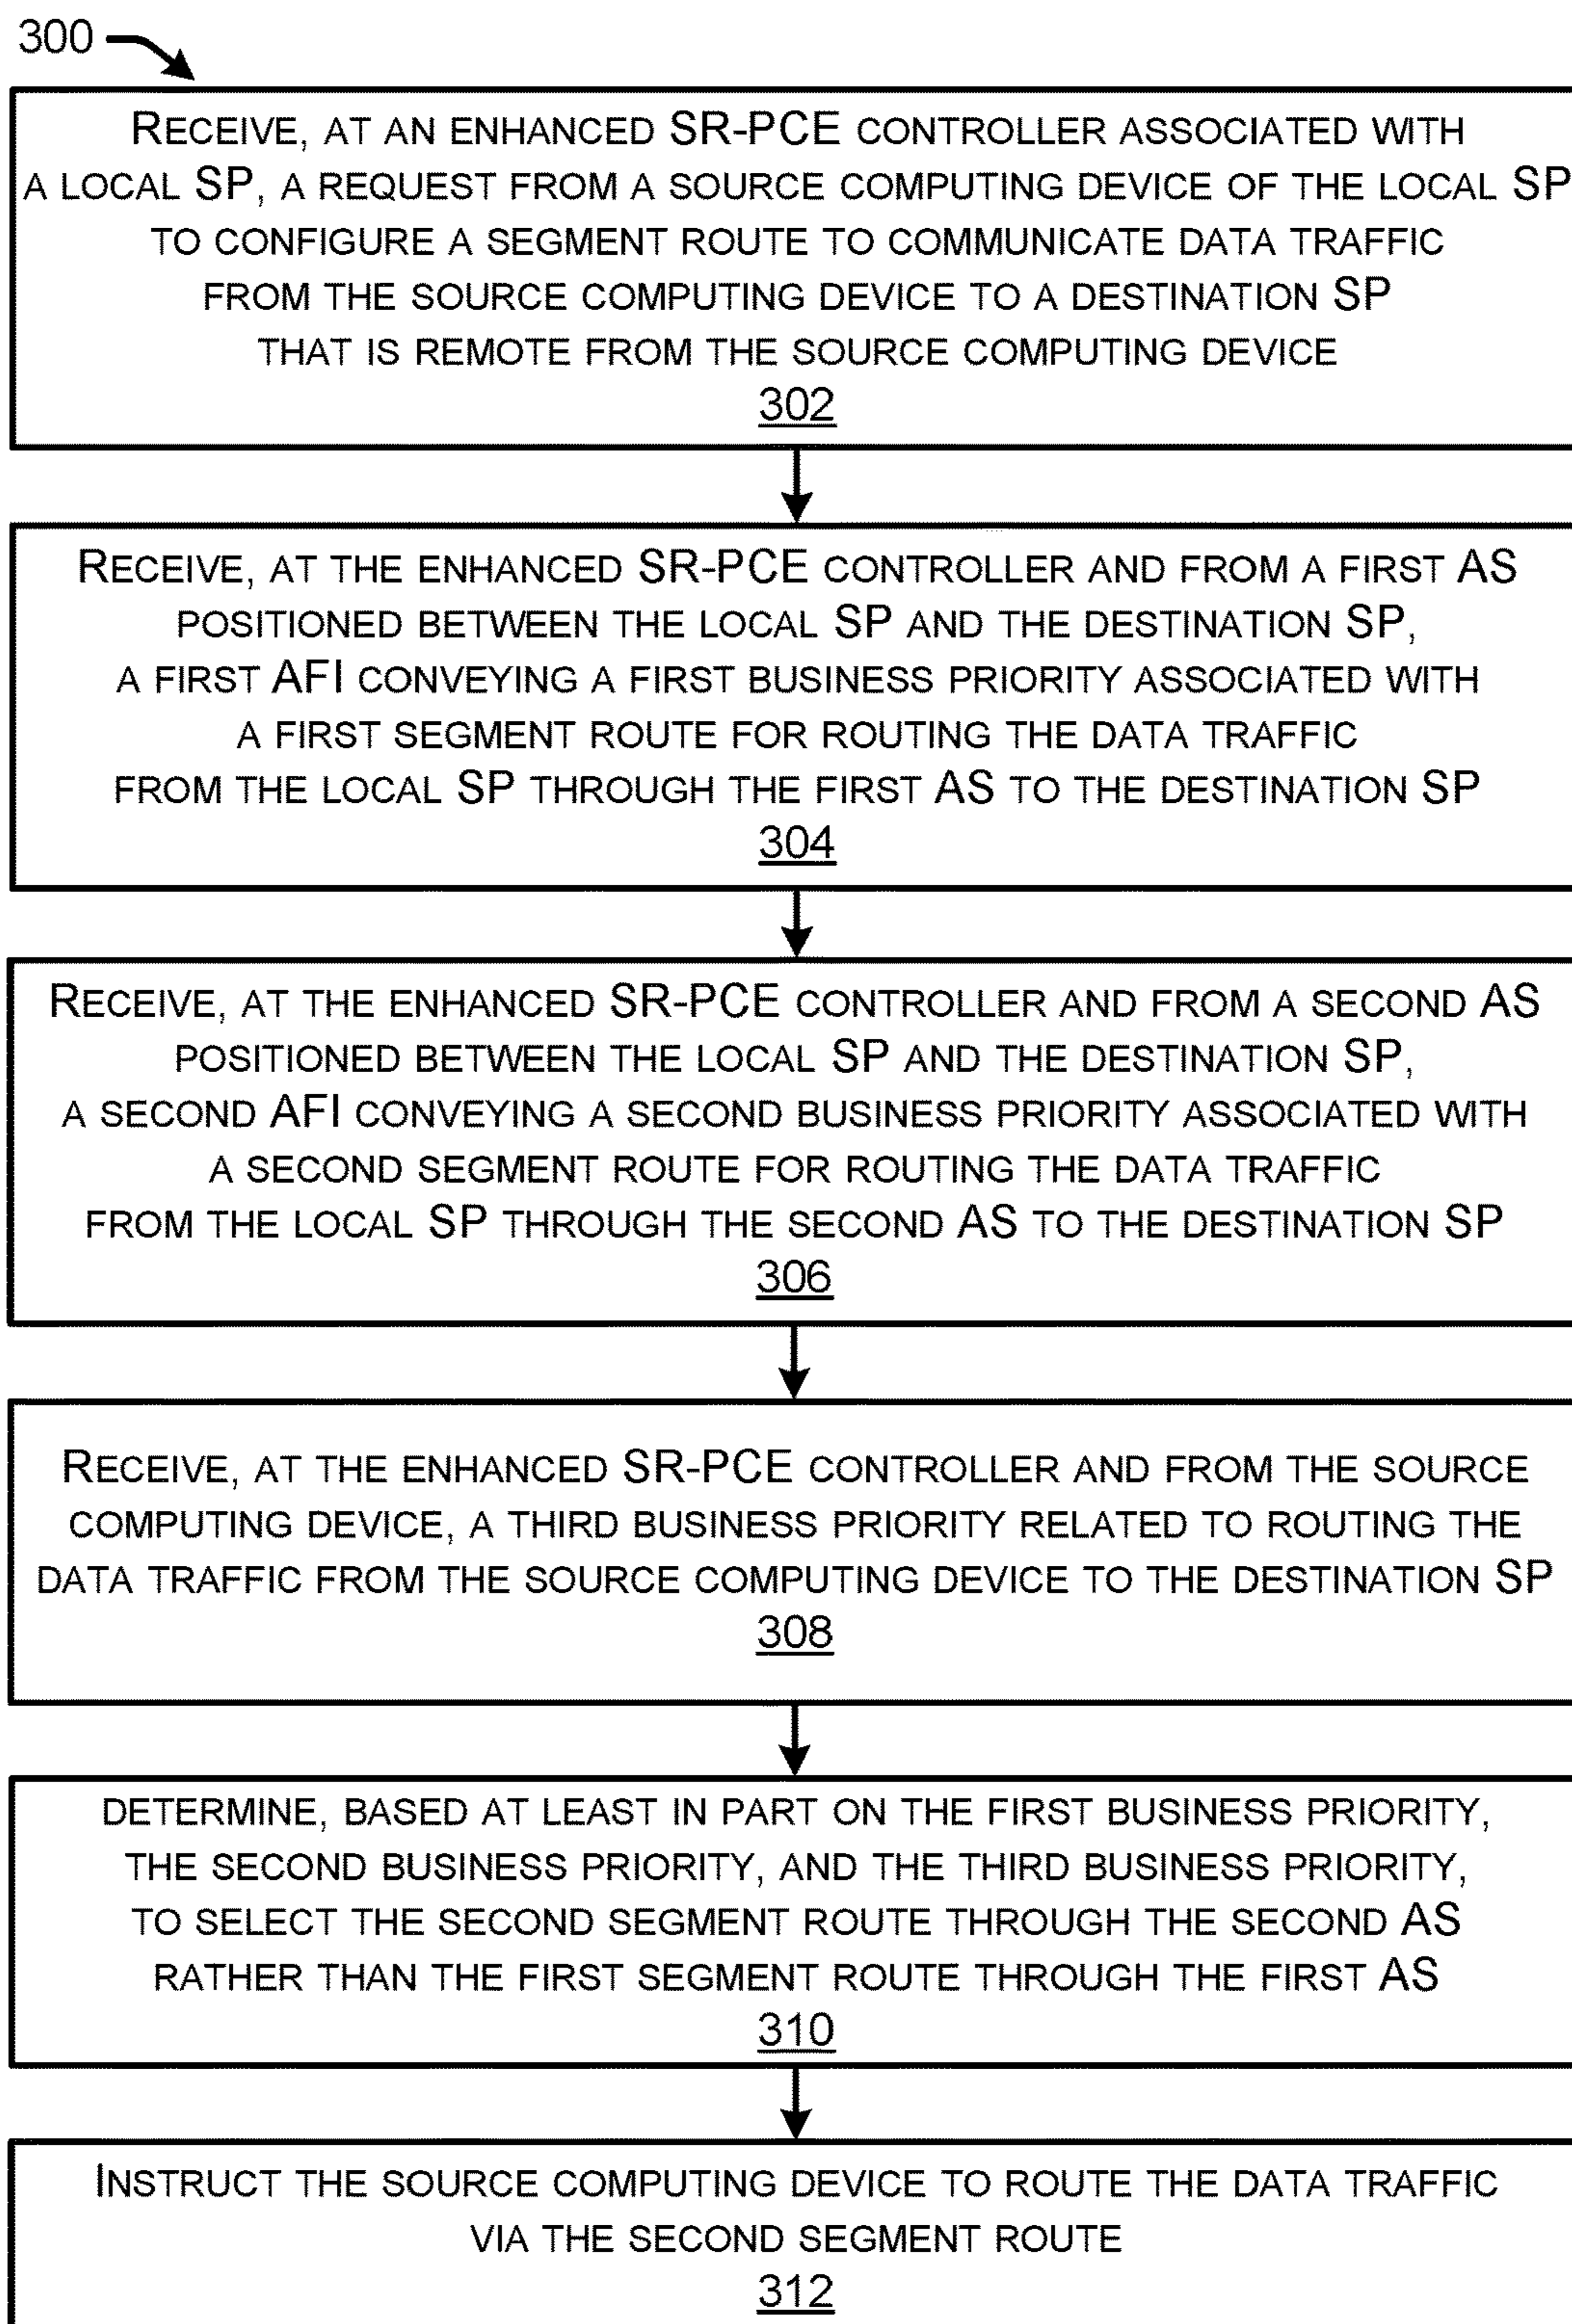 300
RECEIVE, AT AN ENHANCED SR-PCE CONTROLLER ASSOCIATED WITH
A LOCAL SP, A REQUEST FROM A SOURCE COMPUTING DEVICE OF THE LOCAL SP
TO CONFIGURE A SEGMENT ROUTE TO COMMUNICATE DATA TRAFFIC
FROM THE SOURCE COMPUTING DEVICE TO A DESTINATION SP
THAT IS REMOTE FROM THE SOURCE COMPUTING DEVICE
302
RECEIVE, AT THE ENHANCED SR-PCE CONTROLLER AND FROM A FIRST AS
POSITIONED BETWEEN THE LOCAL SP AND THE DESTINATION SP,
A FIRST AFI CONVEYING A FIRST BUSINESS PRIORITY ASSOCIATED WITH
A FIRST SEGMENT ROUTE FOR ROUTING THE DATA TRAFFIC
FROM THE LOCAL SP THROUGH THE FIRST AS TO THE DESTINATION SP
304
RECEIVE, AT THE ENHANCED SR-PCE CONTROLLER AND FROM A SECOND AS
POSITIONED BETWEEN THE LOCAL SP AND THE DESTINATION SP,
A SECOND AFI CONVEYING A SECOND BUSINESS PRIORITY ASSOCIATED WITH
A SECOND SEGMENT ROUTE FOR ROUTING THE DATA TRAFFIC
FROM THE LOCAL SP THROUGH THE SECOND AS TO THE DESTINATION SP
306
RECEIVE, AT THE ENHANCED SR-PCE CONTROLLER AND FROM THE SOURCE
COMPUTING DEVICE, A THIRD BUSINESS PRIORITY RELATED TO ROUTING THE
DATA TRAFFIC FROM THE SOURCE COMPUTING DEVICE TO THE DESTINATION SP
308
DETERMINE, BASED AT LEAST IN PART ON THE FIRST BUSINESS PRIORITY,
THE SECOND BUSINESS PRIORITY, AND THE THIRD BUSINESS PRIORITY,
TO SELECT THE SECOND SEGMENT ROUTE THROUGH THE SECOND AS
RATHER THAN THE FIRST SEGMENT ROUTE THROUGH THE FIRST AS
310
INSTRUCT THE SOURCE COMPUTING DEVICE TO ROUTE THE DATA TRAFFIC
VIA THE SECOND SEGMENT ROUTE
312